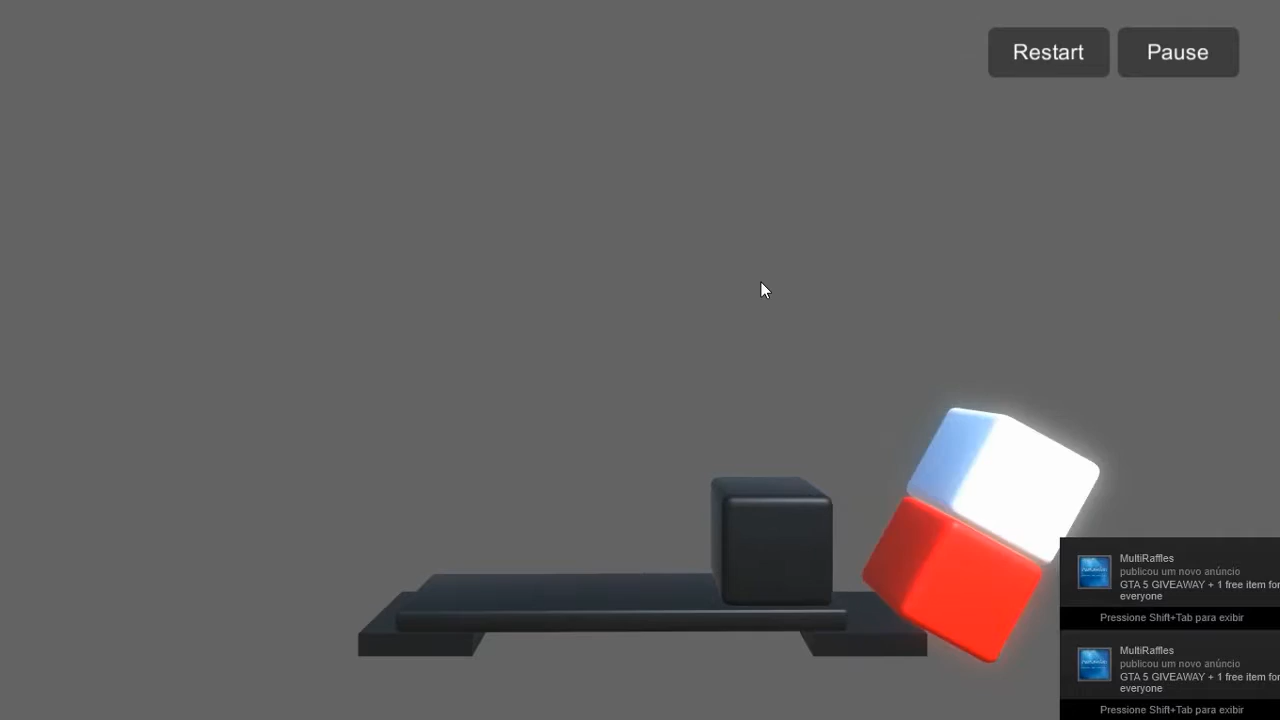 Restart
Pause
MultiRaffles
publicou um novo anúncio
GTA 5 GIVEAWAY + 1 free item for
everyone
Pressione Shift+Tab para exibir
MultiRaffles
publicou um novo anúncio
GTA 5 GIVEAWAY + 1 free item for
everyone
Pressione Shift+Tab para exibir